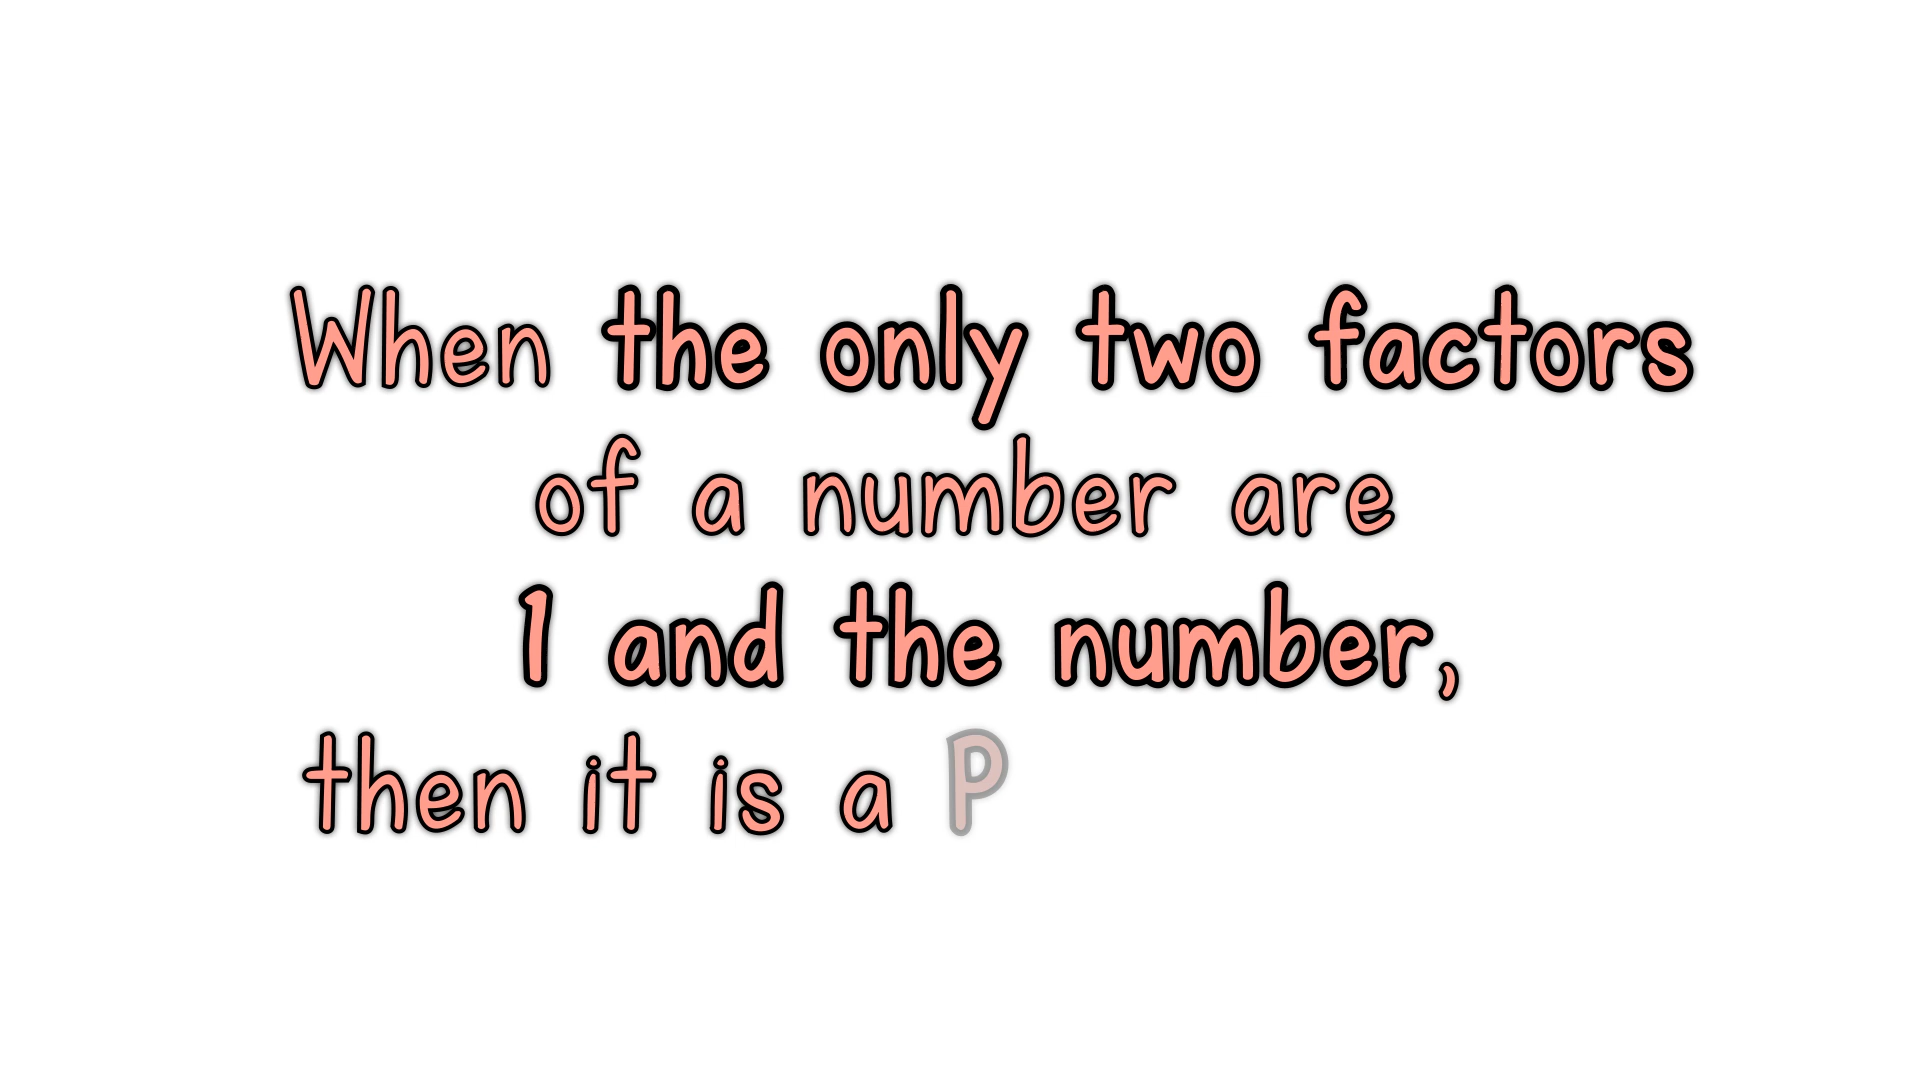 When the only two factors
of a number are
1 and the number,
then it is a P